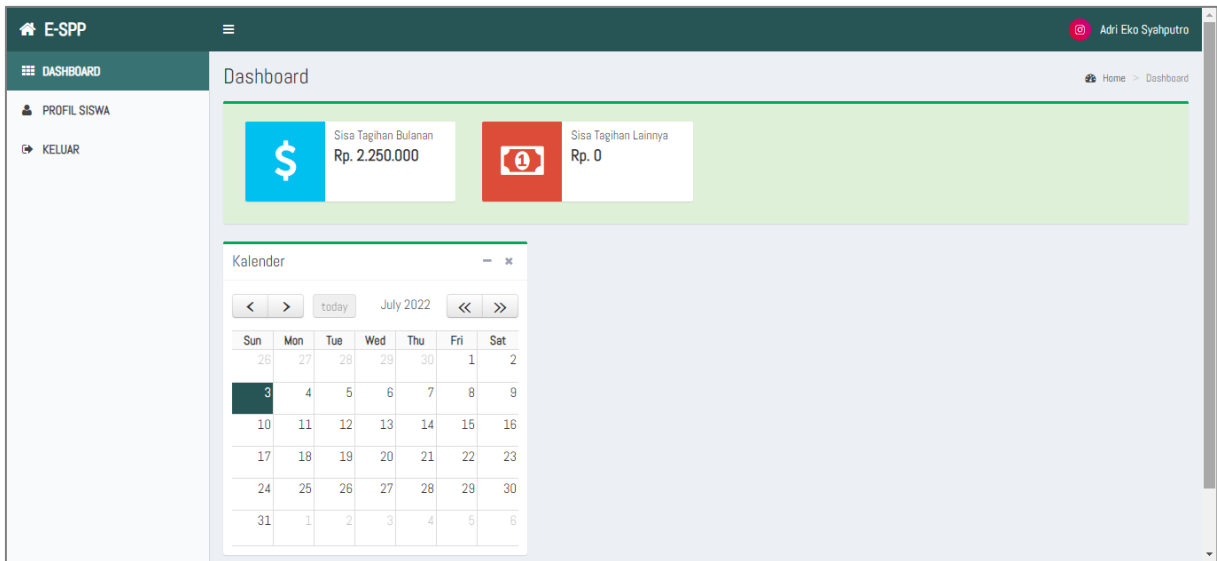 E-SPP
Adri Eko Syahputro
DASHBOARD
PROFIL SISWA
KELUAR
Dashboard
Home > Dashboard
Sisa Tagihan Bulanan
Rp. 2.250.000
Sisa Tagihan Lainnya
Rp. 0
Kalender
today July 2022
Sun Mon Tue Wed Thu Fri Sat
26 27 28 29 30 1 2
3 4 5 6 7 8 9
10 11 12 13 14 15 16
17 18 19 20 21 22 23
24 25 26 27 28 29 30
31 1 2 3 4 5 6